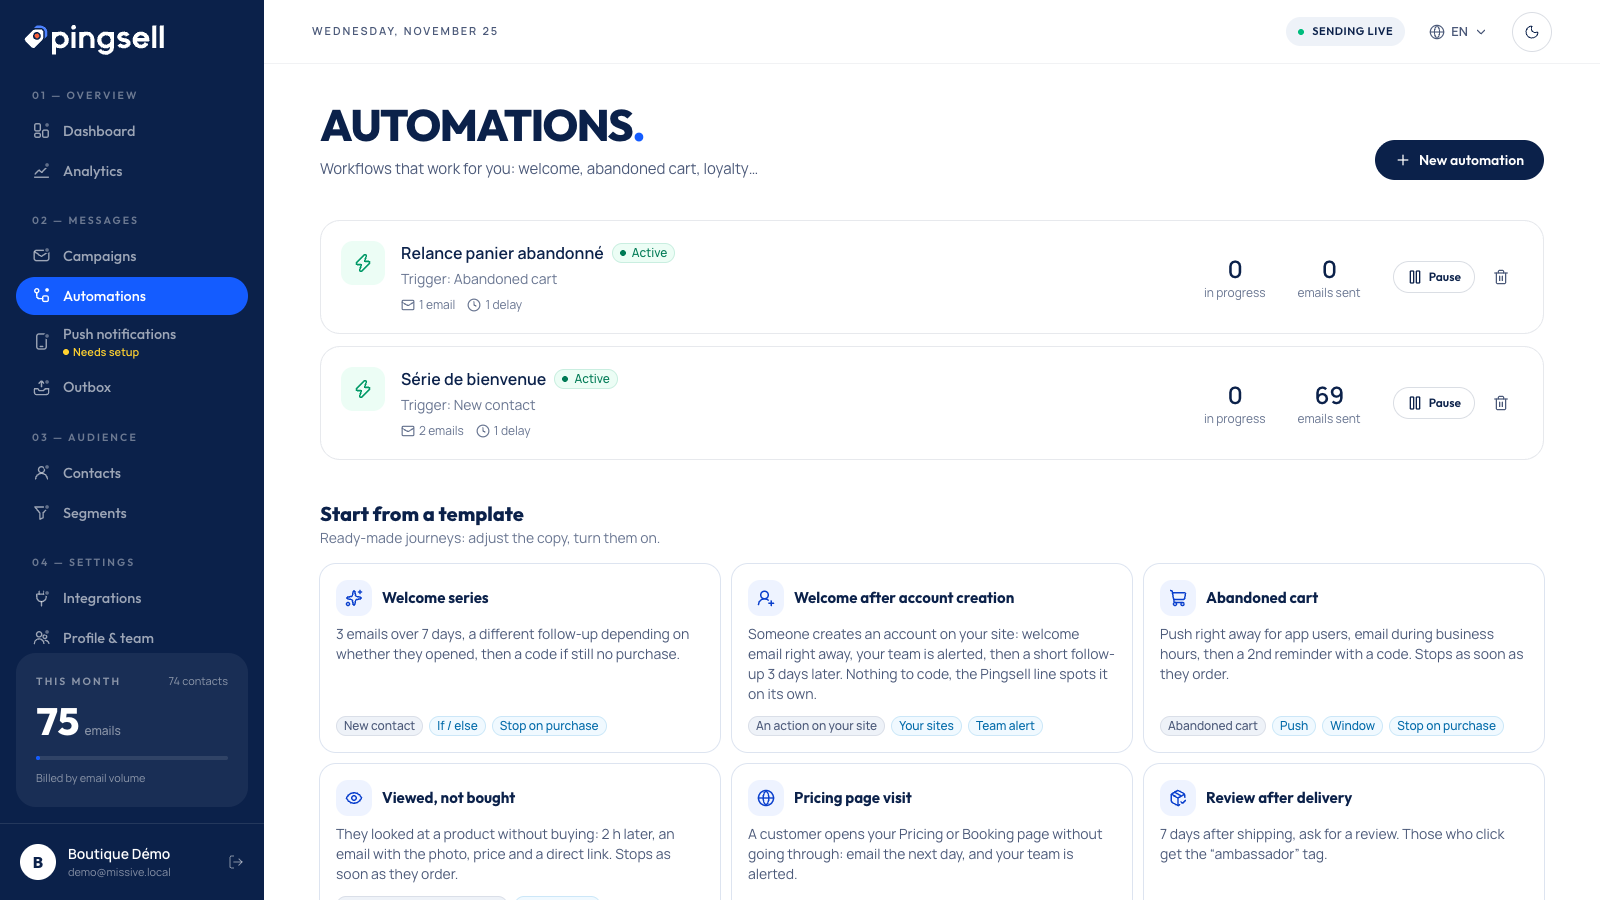 pingsell
01 — OVERVIEW
Dashboard
Analytics
02 — MESSAGES
Campaigns
Automations
Push notifications
Needs setup
Outbox
03 — AUDIENCE
Contacts
Segments
04 — SETTINGS
Integrations
Profile & team
THIS MONTH 74 contacts
75 emails
Billed by email volume
B
Boutique Démo
demo@missive.local
WEDNESDAY, NOVEMBER 25
SENDING LIVE
EN
AUTOMATIONS.
Workflows that work for you: welcome, abandoned cart, loyalty…
New automation
Relance panier abandonné Active
Trigger: Abandoned cart
1 email 1 delay
0 in progress
0 emails sent
Pause
Série de bienvenue Active
Trigger: New contact
2 emails 1 delay
0 in progress
69 emails sent
Pause
Start from a template
Ready-made journeys: adjust the copy, turn them on.
Welcome series
3 emails over 7 days, a different follow-up depending on
whether they opened, then a code if still no purchase.
New contact If / else Stop on purchase
Welcome after account creation
Someone creates an account on your site: welcome
email right away, your team is alerted, then a short follow-
up 3 days later. Nothing to code, the Pingsell line spots it
on its own.
An action on your site Your sites Team alert
Abandoned cart
Push right away for app users, email during business
hours, then a 2nd reminder with a code. Stops as soon as
they order.
Abandoned cart Push Window Stop on purchase
Viewed, not bought
They looked at a product without buying: 2 h later, an
email with the photo, price and a direct link. Stops as
soon as they order.
Pricing page visit
A customer opens your Pricing or Booking page without
going through: email the next day, and your team is
alerted.
Review after delivery
7 days after shipping, ask for a review. Those who click
get the “ambassador” tag.